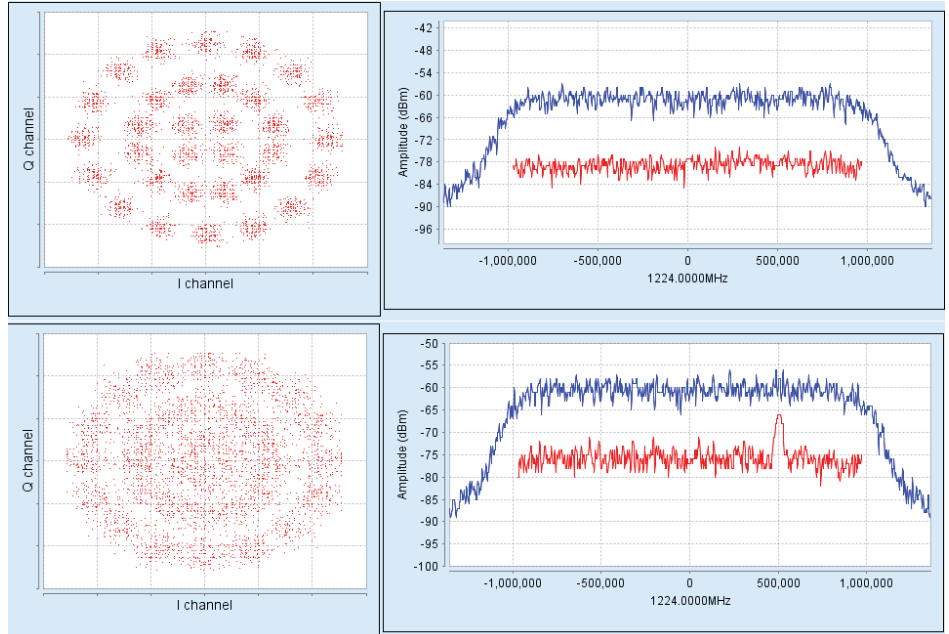 Q channel
I channel
Amplitude (dBm)
-42
-48
-54
-60
-66
-72
-78
-84
-90
-96
-1,000,000 -500,000 0 500,000 1,000,000
1224.0000MHz
Q channel
I channel
Amplitude (dBm)
-50
-55
-60
-65
-70
-75
-80
-85
-90
-95
-100
-1,000,000 -500,000 0 500,000 1,000,000
1224.0000MHz